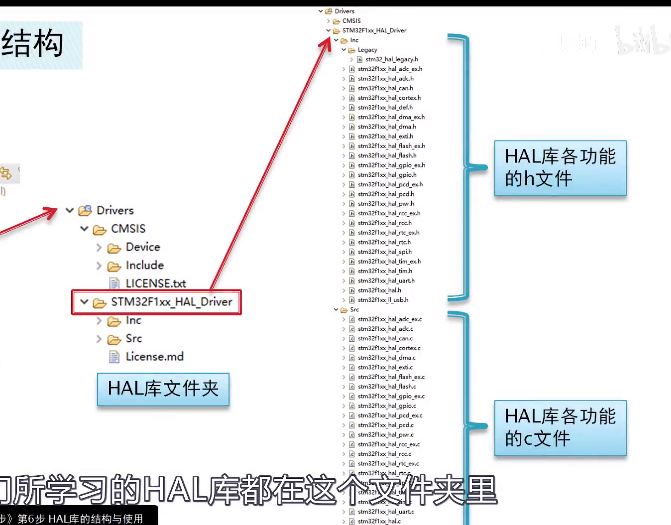 结构
Drivers
CMSIS
Device
Include
LICENSE.txt
STM32F1xx_HAL_Driver
Inc
Src
License.md
HAL库文件夹
Drivers
CMSIS
STM32F1xx_HAL_Driver
Inc
Legacy
stm32_hal_legacy.h
stm32f1xx_hal_adc_ex.h
stm32f1xx_hal_adc.h
stm32f1xx_hal_can.h
stm32f1xx_hal_cortex.h
stm32f1xx_hal_def.h
stm32f1xx_hal_dma_ex.h
stm32f1xx_hal_dma.h
stm32f1xx_hal_exti.h
stm32f1xx_hal_flash_ex.h
stm32f1xx_hal_flash.h
stm32f1xx_hal_gpio_ex.h
stm32f1xx_hal_gpio.h
stm32f1xx_hal_pcd_ex.h
stm32f1xx_hal_pcd.h
stm32f1xx_hal_pwr.h
stm32f1xx_hal_rcc_ex.h
stm32f1xx_hal_rcc.h
stm32f1xx_hal_rtc_ex.h
stm32f1xx_hal_rtc.h
stm32f1xx_hal_spi.h
stm32f1xx_hal_tim_ex.h
stm32f1xx_hal_tim.h
stm32f1xx_hal_uart.h
stm32f1xx_hal.h
stm32f1xx_ll_usb.h
Src
stm32f1xx_hal_adc_ex.c
stm32f1xx_hal_adc.c
stm32f1xx_hal_can.c
stm32f1xx_hal_cortex.c
stm32f1xx_hal_dma.c
stm32f1xx_hal_exti.c
stm32f1xx_hal_flash_ex.c
stm32f1xx_hal_flash.c
stm32f1xx_hal_gpio_ex.c
stm32f1xx_hal_gpio.c
stm32f1xx_hal_pcd_ex.c
stm32f1xx_hal_pcd.c
stm32f1xx_hal_pwr.c
stm32f1xx_hal_rcc_ex.c
stm32f1xx_hal_rcc.c
stm32f1xx_hal_rtc_ex.c
stm32f1xx_hal_uart.c
stm32f1xx_hal.c
HAL库各功能
的h文件
HAL库各功能
的c文件
们所学习的HAL库都在这个文件夹里
步》第6步 HAL库的结构与使用